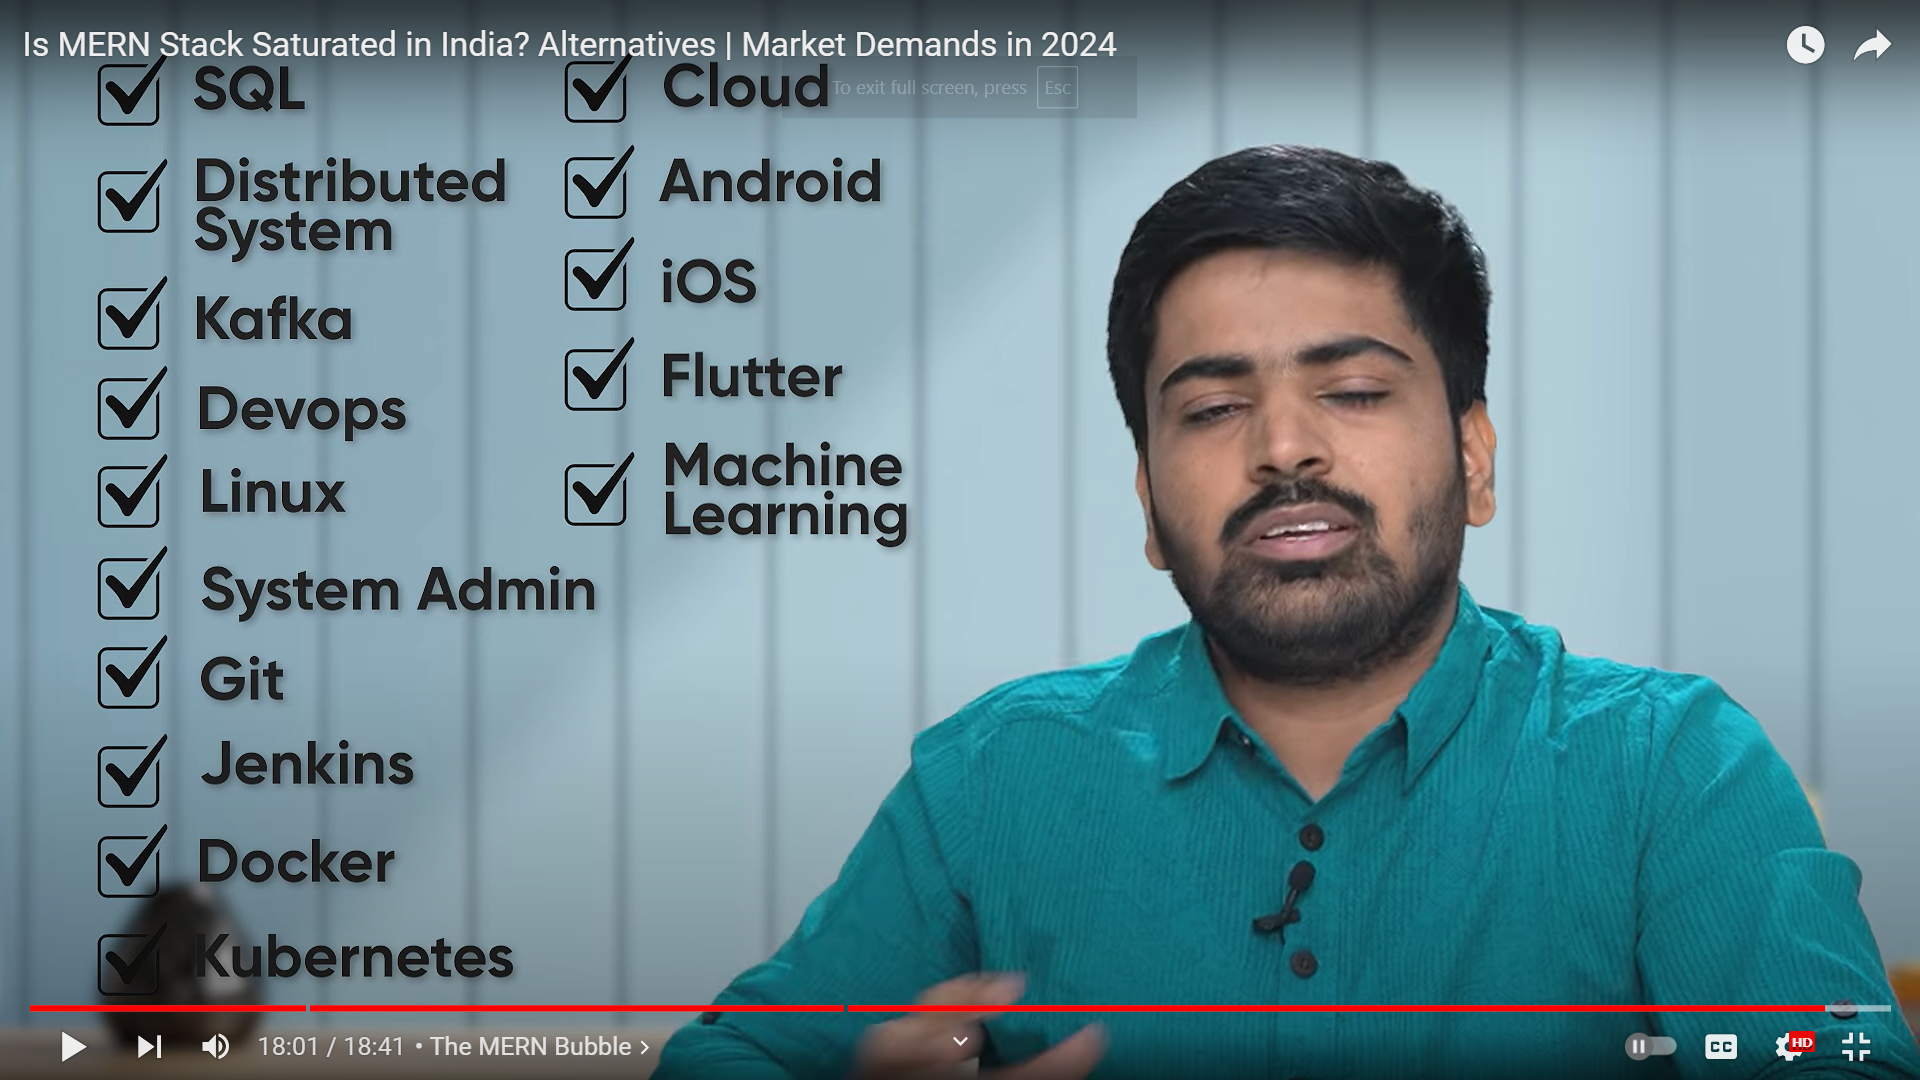 Is MERN Stack Saturated in India? Alternatives | Market Demands in 2024
To exit full screen, press Esc
SQL
Distributed
System
Kafka
Devops
Linux
System Admin
Git
Jenkins
Docker
Kubernetes
Cloud
Android
iOS
Flutter
Machine
Learning
18:01 / 18:41 • The MERN Bubble >
CC
HD